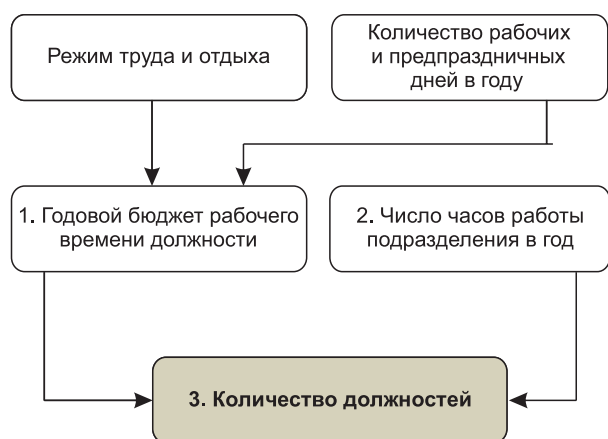 Режим труда и отдыха
Количество рабочих
и предпраздничных
дней в году
1. Годовой бюджет рабочего
времени должности
2. Число часов работы
подразделения в год
3. Количество должностей